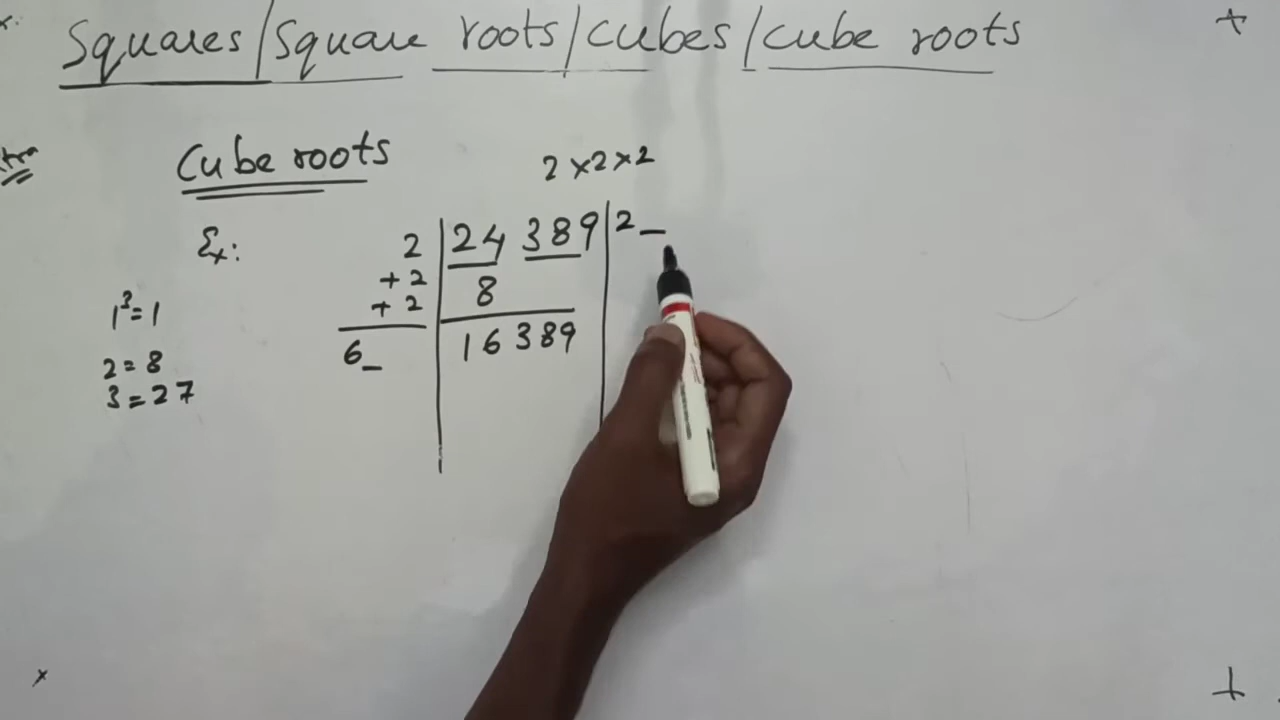 Squares/Square roots/cubes/cube roots
Cube roots
2×2×2
Ex: 2 24 389 2_
+2 8
+2
6_ 16389
1³=1
2=8
3=27